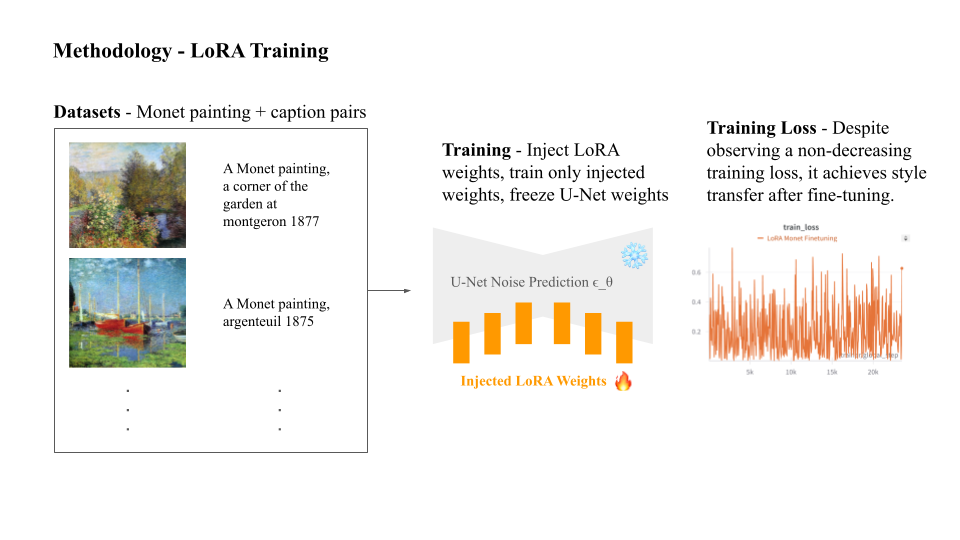 Methodology - LoRA Training
Datasets - Monet painting + caption pairs
A Monet painting,
a corner of the
garden at
montgeron 1877
A Monet painting,
argenteuil 1875
Training - Inject LoRA
weights, train only injected
weights, freeze U-Net weights
U-Net Noise Prediction ϵ_θ
Injected LoRA Weights
Training Loss - Despite
observing a non-decreasing
training loss, it achieves style
transfer after fine-tuning.
train_loss
LoRA Monet Finetuning
0.6
0.4
0.2
5k
10k
15k
20k